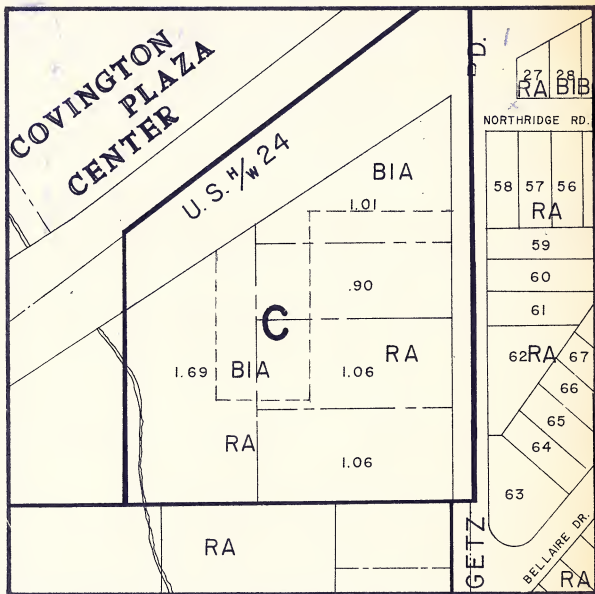 COVINGTON
PLAZA
CENTER
U.S. H/W 24
RD.
27
28
RA
BIB
NORTHRIDGE RD.
BIA
1.01
58
57
56
RA
59
60
61
.90
C
62
RA
67
1.69
BIA
1.06
RA
66
65
64
RA
1.06
63
GETZ
BELLAIRE DR.
RA
RA